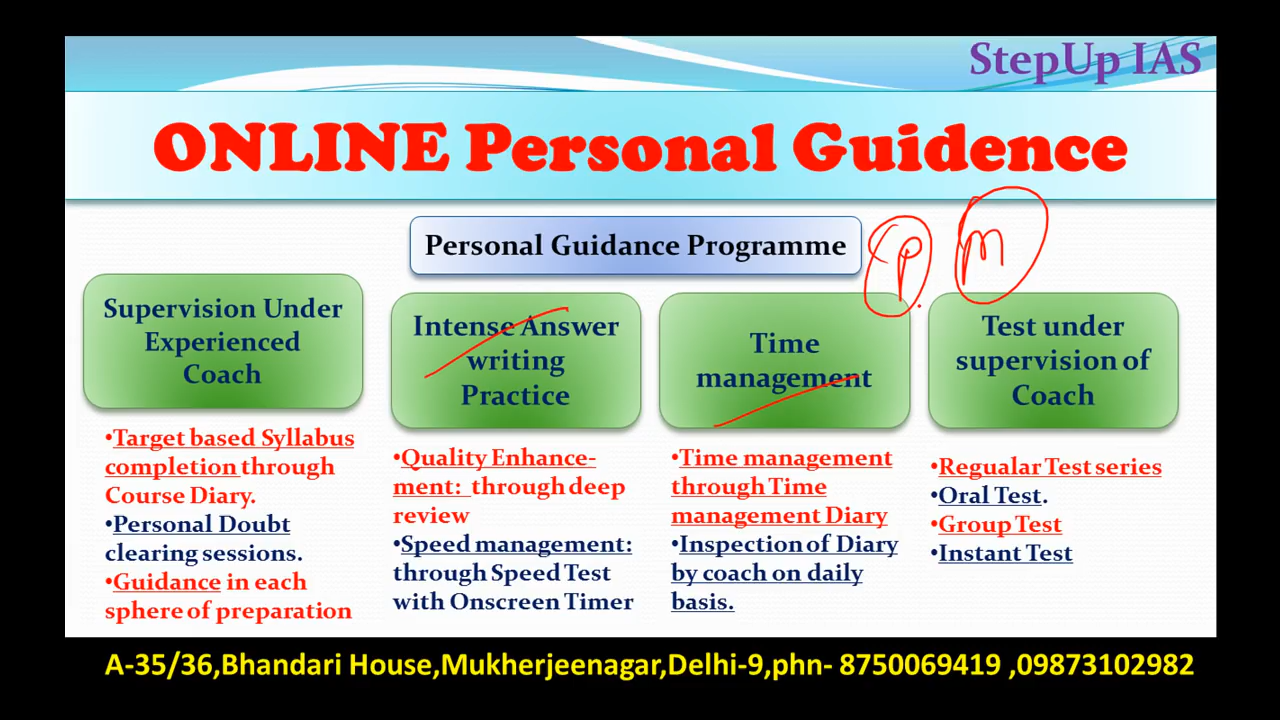 StepUp IAS
ONLINE Personal Guidence
Personal Guidance Programme
P
m
Supervision Under
Experienced
Coach
•Target based Syllabus
completion through
Course Diary.
•Personal Doubt
clearing sessions.
•Guidance in each
sphere of preparation
Intense Answer
writing
Practice
•Quality Enhance-
ment: through deep
review
•Speed management:
through Speed Test
with Onscreen Timer
Time
management
•Time management
through Time
management Diary
•Inspection of Diary
by coach on daily
basis.
Test under
supervision of
Coach
•Regualar Test series
•Oral Test.
•Group Test
•Instant Test
A-35/36,Bhandari House,Mukherjeenagar,Delhi-9,phn- 8750069419 ,09873102982